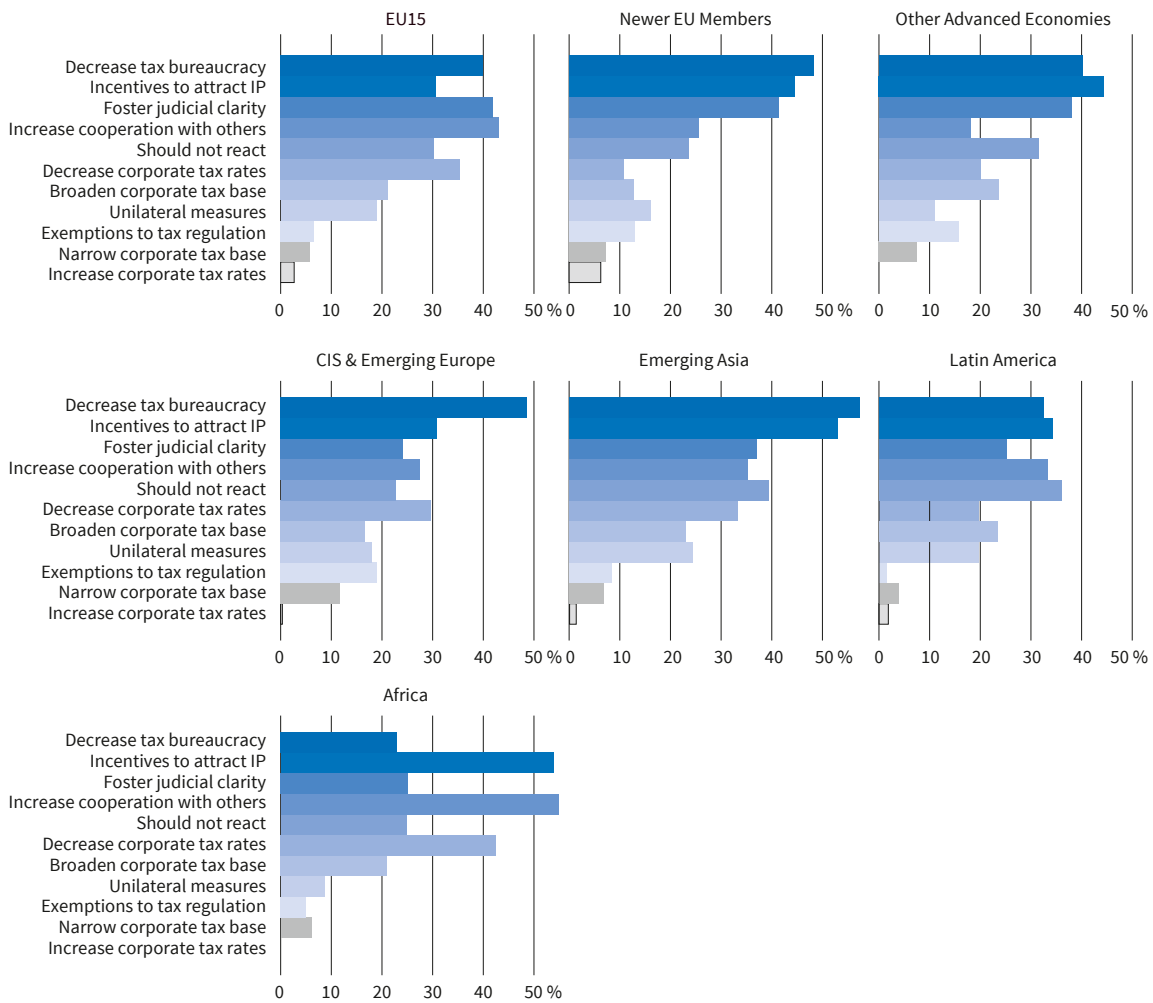 EU15
Newer EU Members
Other Advanced Economies
Decrease tax bureaucracy
Incentives to attract IP
Foster judicial clarity
Increase cooperation with others
Should not react
Decrease corporate tax rates
Broaden corporate tax base
Unilateral measures
Exemptions to tax regulation
Narrow corporate tax base
Increase corporate tax rates
0 10 20 30 40 50 % 0 10 20 30 40 50 % 0 10 20 30 40 50 %
CIS & Emerging Europe
Emerging Asia
Latin America
Decrease tax bureaucracy
Incentives to attract IP
Foster judicial clarity
Increase cooperation with others
Should not react
Decrease corporate tax rates
Broaden corporate tax base
Unilateral measures
Exemptions to tax regulation
Narrow corporate tax base
Increase corporate tax rates
0 10 20 30 40 50 % 0 10 20 30 40 50 % 0 10 20 30 40 50 %
Africa
Decrease tax bureaucracy
Incentives to attract IP
Foster judicial clarity
Increase cooperation with others
Should not react
Decrease corporate tax rates
Broaden corporate tax base
Unilateral measures
Exemptions to tax regulation
Narrow corporate tax base
Increase corporate tax rates
0 10 20 30 40 50 %